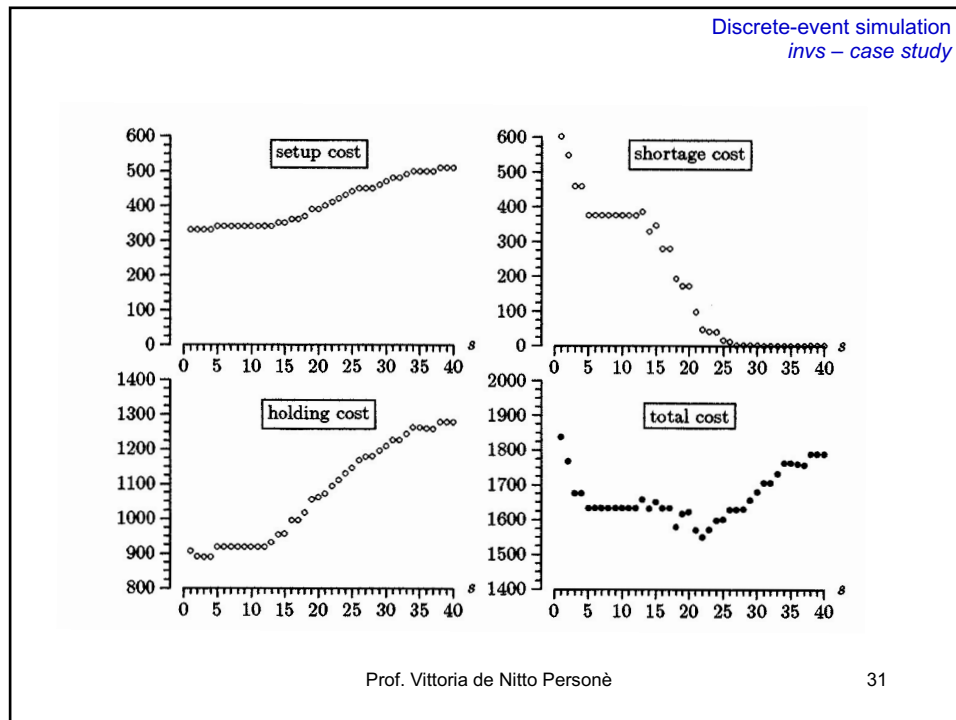 Discrete-event simulation
invs – case study
600
500
400
300
200
100
0
setup cost
0 5 10 15 20 25 30 35 40 s
600
500
400
300
200
100
0
shortage cost
0 5 10 15 20 25 30 35 40 s
1400
1300
1200
1100
1000
900
800
holding cost
0 5 10 15 20 25 30 35 40 s
2000
1900
1800
1700
1600
1500
1400
total cost
0 5 10 15 20 25 30 35 40 s
Prof. Vittoria de Nitto Personè 31